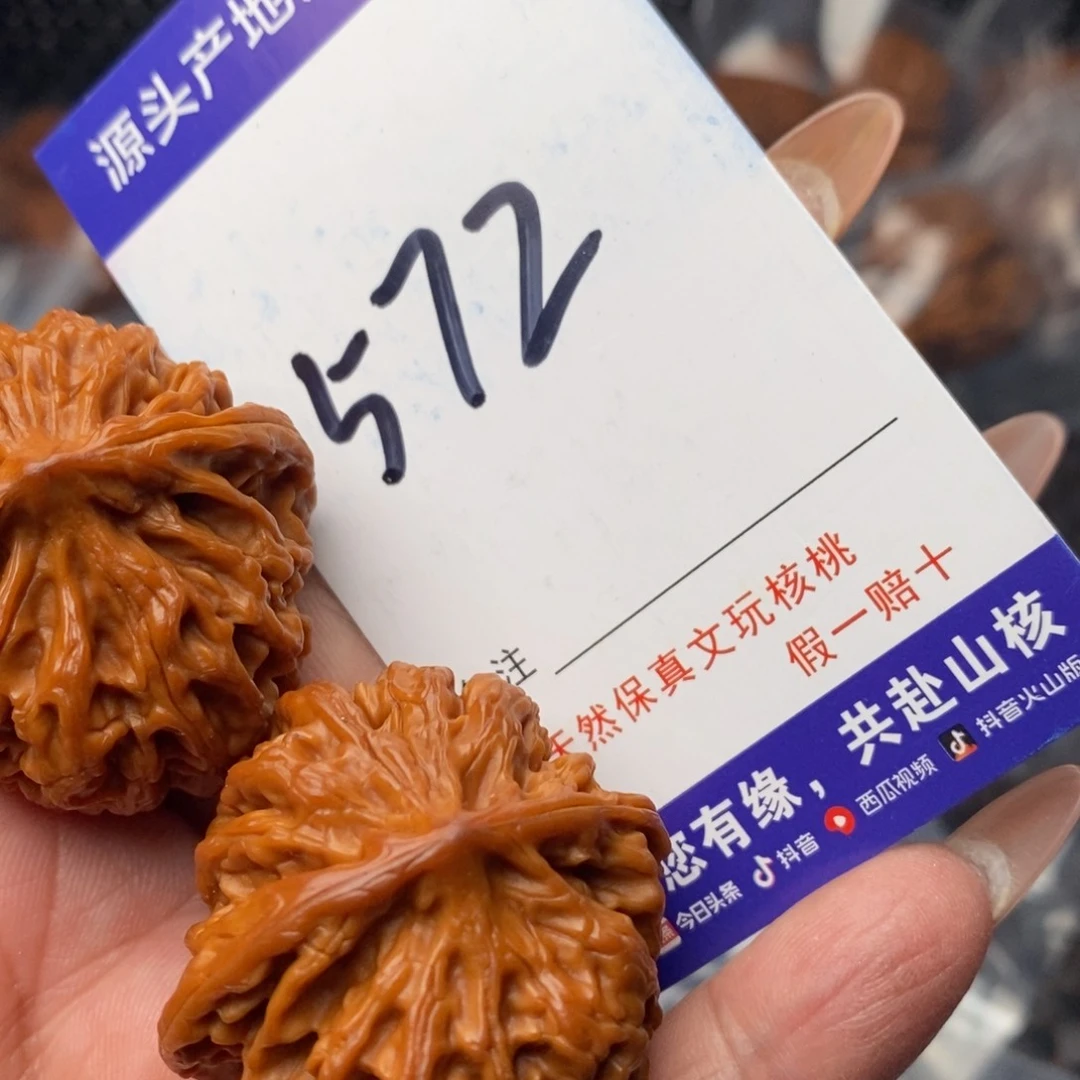 源头产地
572
注
天然保真文玩核桃
假一赔十
您有缘，共赴山核
今日头条 抖音 西瓜视频 抖音火山版